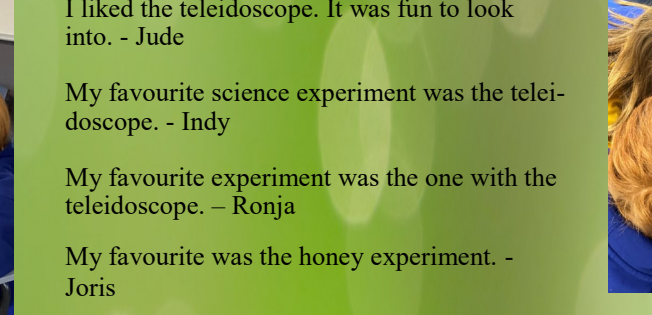 I liked the teleidoscope. It was fun to look
into. - Jude
My favourite science experiment was the telei-
doscope. - Indy
My favourite experiment was the one with the
teleidoscope. – Ronja
My favourite was the honey experiment. -
Joris